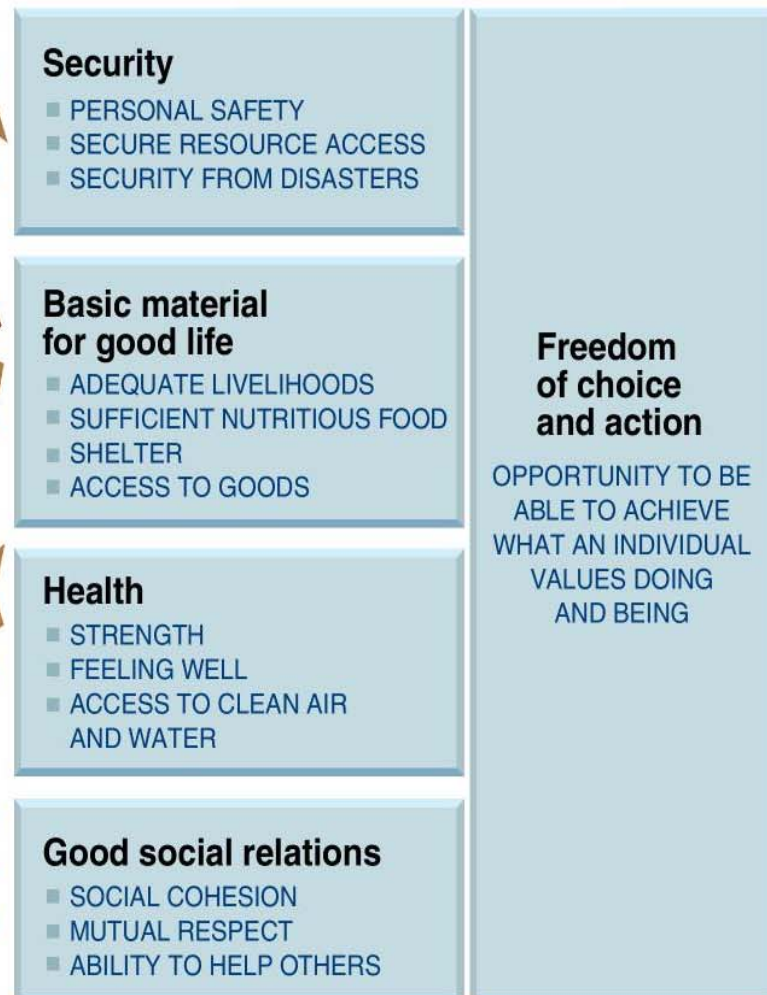 Security
PERSONAL SAFETY
SECURE RESOURCE ACCESS
SECURITY FROM DISASTERS
Basic material
for good life
ADEQUATE LIVELIHOODS
SUFFICIENT NUTRITIOUS FOOD
SHELTER
ACCESS TO GOODS
Health
STRENGTH
FEELING WELL
ACCESS TO CLEAN AIR
AND WATER
Good social relations
SOCIAL COHESION
MUTUAL RESPECT
ABILITY TO HELP OTHERS
Freedom
of choice
and action
OPPORTUNITY TO BE
ABLE TO ACHIEVE
WHAT AN INDIVIDUAL
VALUES DOING
AND BEING